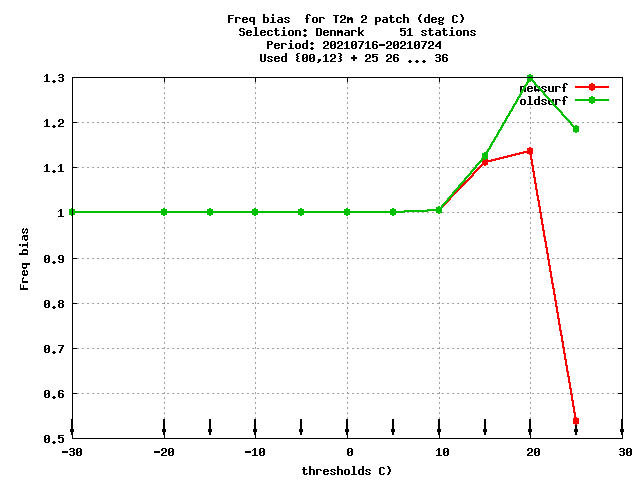 Freq bias  for T2m 2 patch (deg C)
Selection: Denmark     51 stations
Period: 20210716-20210724
Used {00,12} + 25 26 ... 36
newsurf
oldsurf
1.3
1.2
1.1
1
0.9
0.8
0.7
0.6
0.5
Freq bias
-30 -20 -10 0 10 20 30
thresholds C)